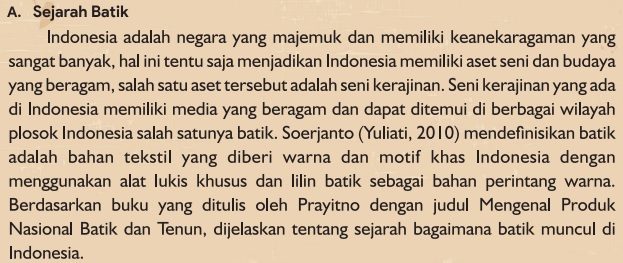 A. Sejarah Batik
Indonesia adalah negara yang majemuk dan memiliki keanekaragaman yang
sangat banyak, hal ini tentu saja menjadikan Indonesia memiliki aset seni dan budaya
yang beragam, salah satu aset tersebut adalah seni kerajinan. Seni kerajinan yang ada
di Indonesia memiliki media yang beragam dan dapat ditemui di berbagai wilayah
plosok Indonesia salah satunya batik. Soerjanto (Yuliati, 2010) mendefinisikan batik
adalah bahan tekstil yang diberi warna dan motif khas Indonesia dengan
menggunakan alat lukis khusus dan lilin batik sebagai bahan perintang warna.
Berdasarkan buku yang ditulis oleh Prayitno dengan judul Mengenal Produk
Nasional Batik dan Tenun, dijelaskan tentang sejarah bagaimana batik muncul di
Indonesia.